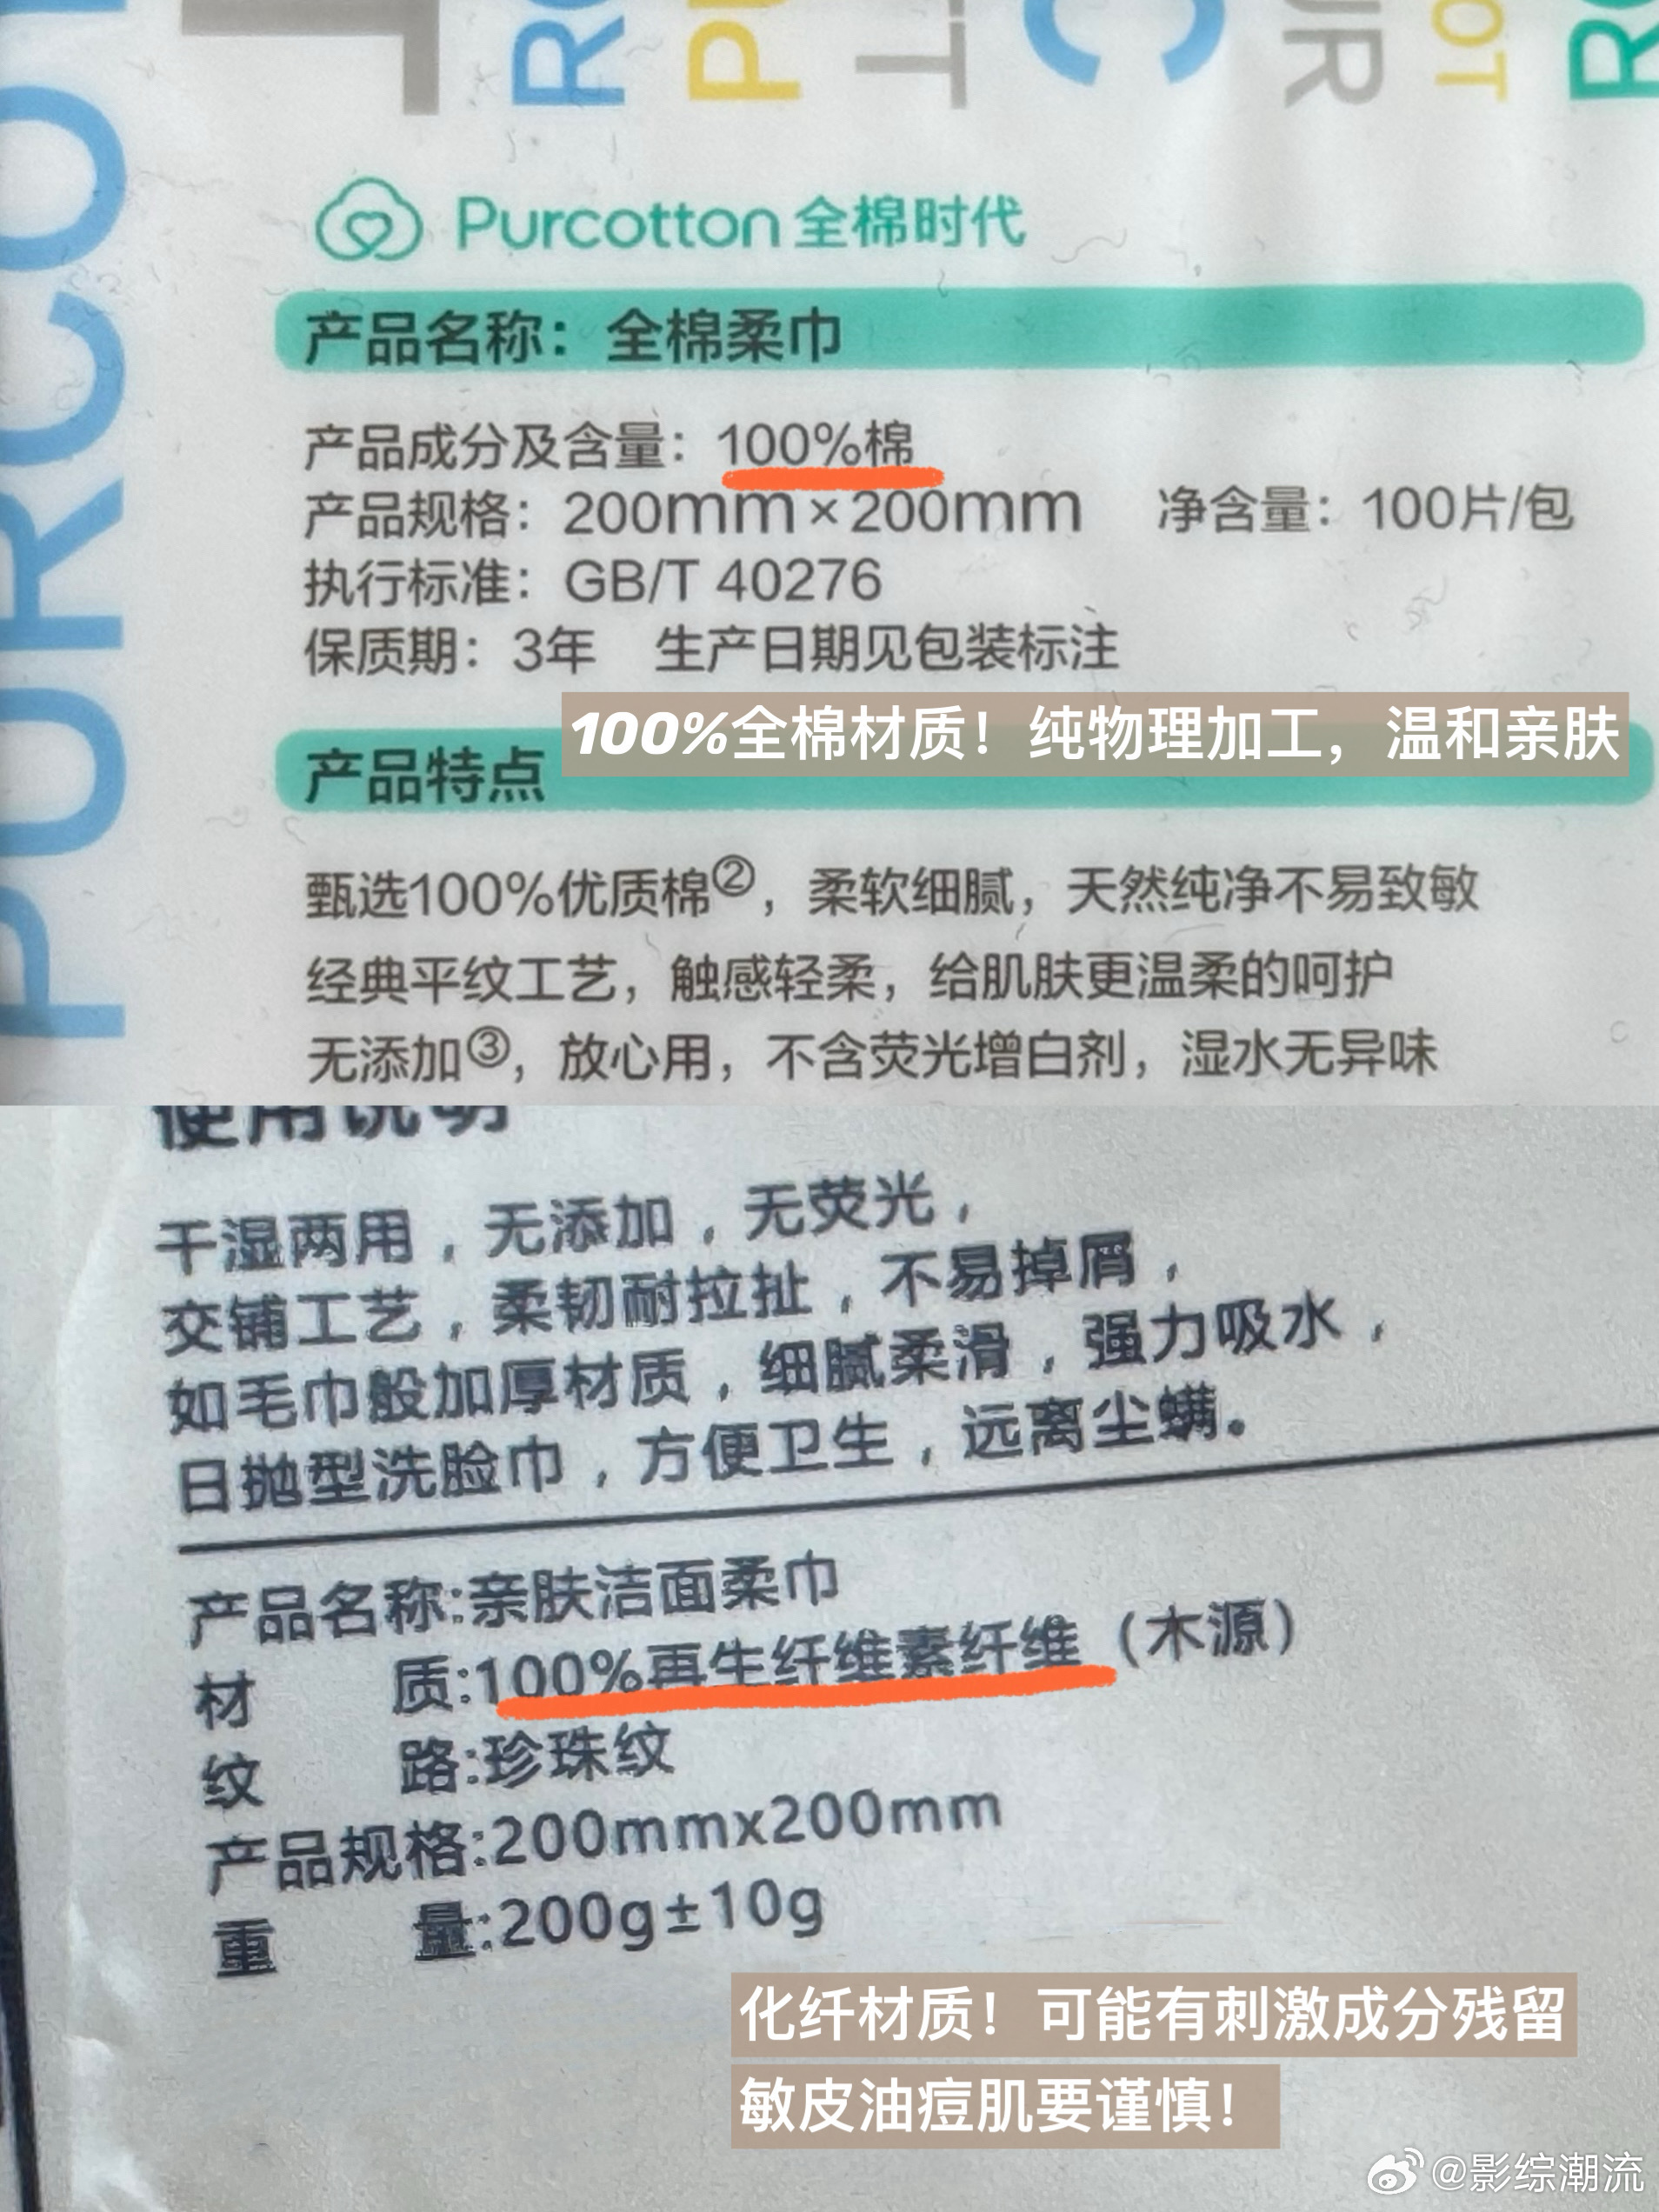 PURCO
R
PU
T
C
UR
OT
R
Purcotton 全棉时代
产品名称：全棉柔巾
产品成分及含量：100%棉
产品规格：200mm×200mm 净含量：100片/包
执行标准：GB/T 40276
保质期：3年 生产日期见包装标注
100%全棉材质！纯物理加工，温和亲肤
产品特点
甄选100%优质棉②，柔软细腻，天然纯净不易致敏
经典平纹工艺，触感轻柔，给肌肤更温柔的呵护
无添加③，放心用，不含荧光增白剂，湿水无异味
使用说明
干湿两用，无添加，无荧光，
交铺工艺，柔韧耐拉扯，不易掉屑，
如毛巾般加厚材质，细腻柔滑，强力吸水，
日抛型洗脸巾，方便卫生，远离尘螨。
产品名称:亲肤洁面柔巾
材 质:100%再生纤维素纤维（木源）
纹 路:珍珠纹
产品规格:200mmx200mm
重 量:200g±10g
化纤材质！可能有刺激成分残留
敏皮油痘肌要谨慎！
@影综潮流